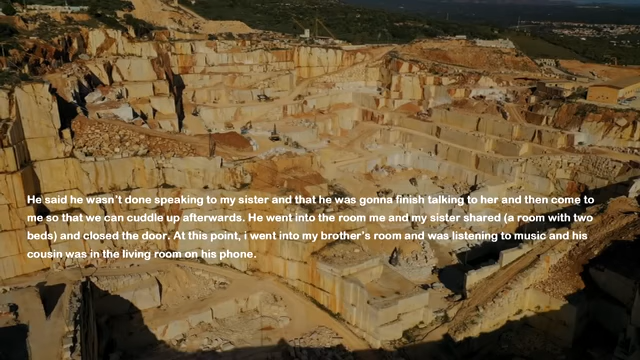 He said he wasn't done speaking to my sister and that he was gonna finish talking to her and then come to
me so that we can cuddle up afterwards. He went into the room me and my sister shared (a room with two
beds) and closed the door. At this point, i went into my brother's room and was listening to music and his
cousin was in the living room on his phone.